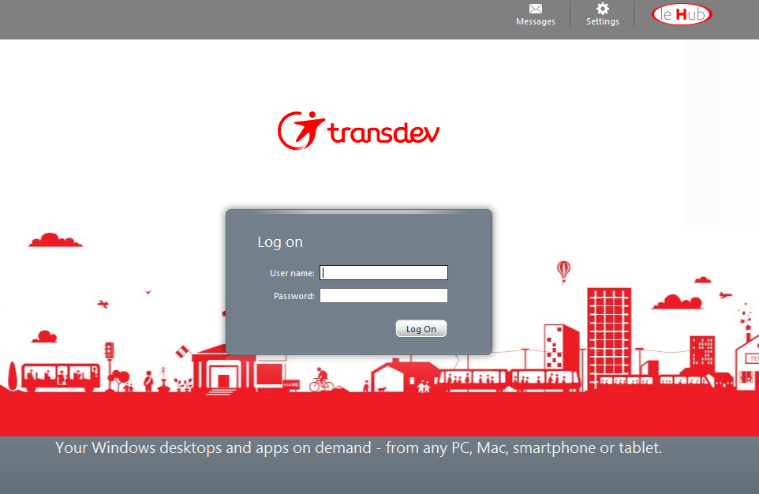 Messages
Settings
le Hub
transdev
Log on
User name:
Password:
Log On
Your Windows desktops and apps on demand - from any PC, Mac, smartphone or tablet.